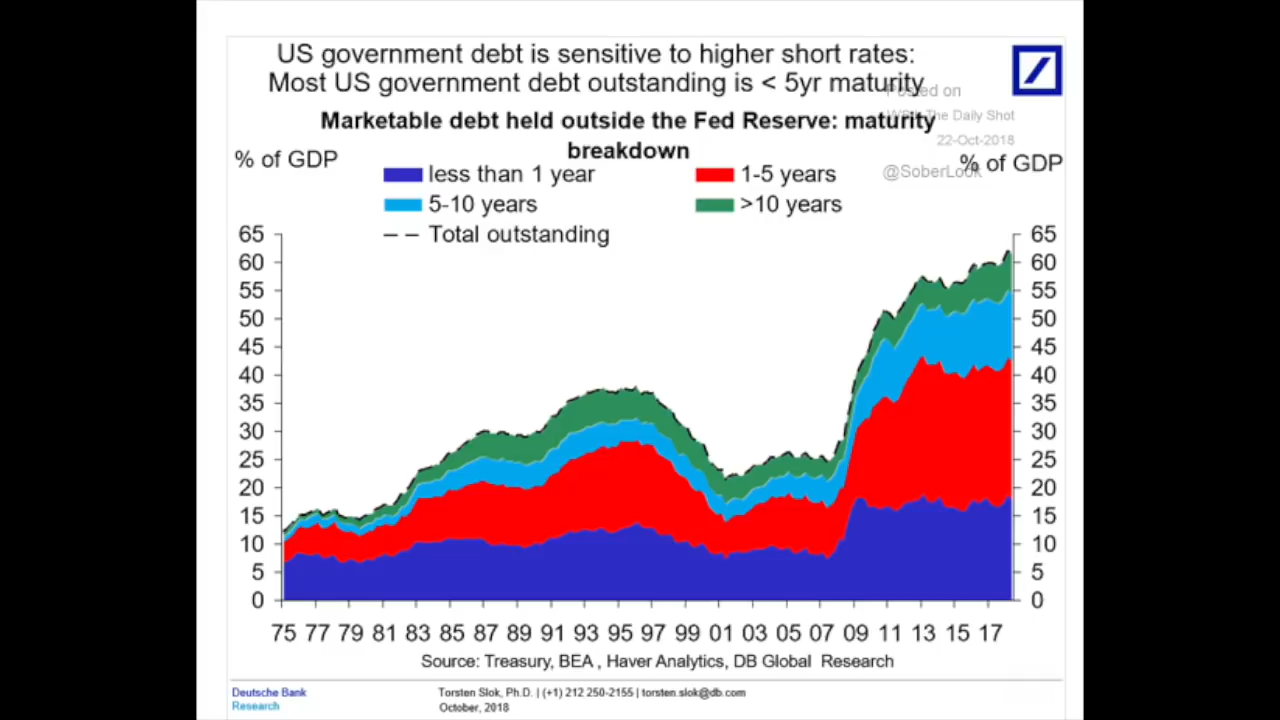 US government debt is sensitive to higher short rates:
Most US government debt outstanding is < 5yr maturity
Posted on
WSJ: The Daily Shot
22-Oct-2018
@SoberLook
Marketable debt held outside the Fed Reserve: maturity
breakdown
% of GDP
% of GDP
less than 1 year
1-5 years
5-10 years
>10 years
Total outstanding
65
60
55
50
45
40
35
30
25
20
15
10
5
0
65
60
55
50
45
40
35
30
25
20
15
10
5
0
75 77 79 81 83 85 87 89 91 93 95 97 99 01 03 05 07 09 11 13 15 17
Source: Treasury, BEA , Haver Analytics, DB Global Research
Deutsche Bank
Research
Torsten Slok, Ph.D. | (+1) 212 250-2155 | torsten.slok@db.com
October, 2018